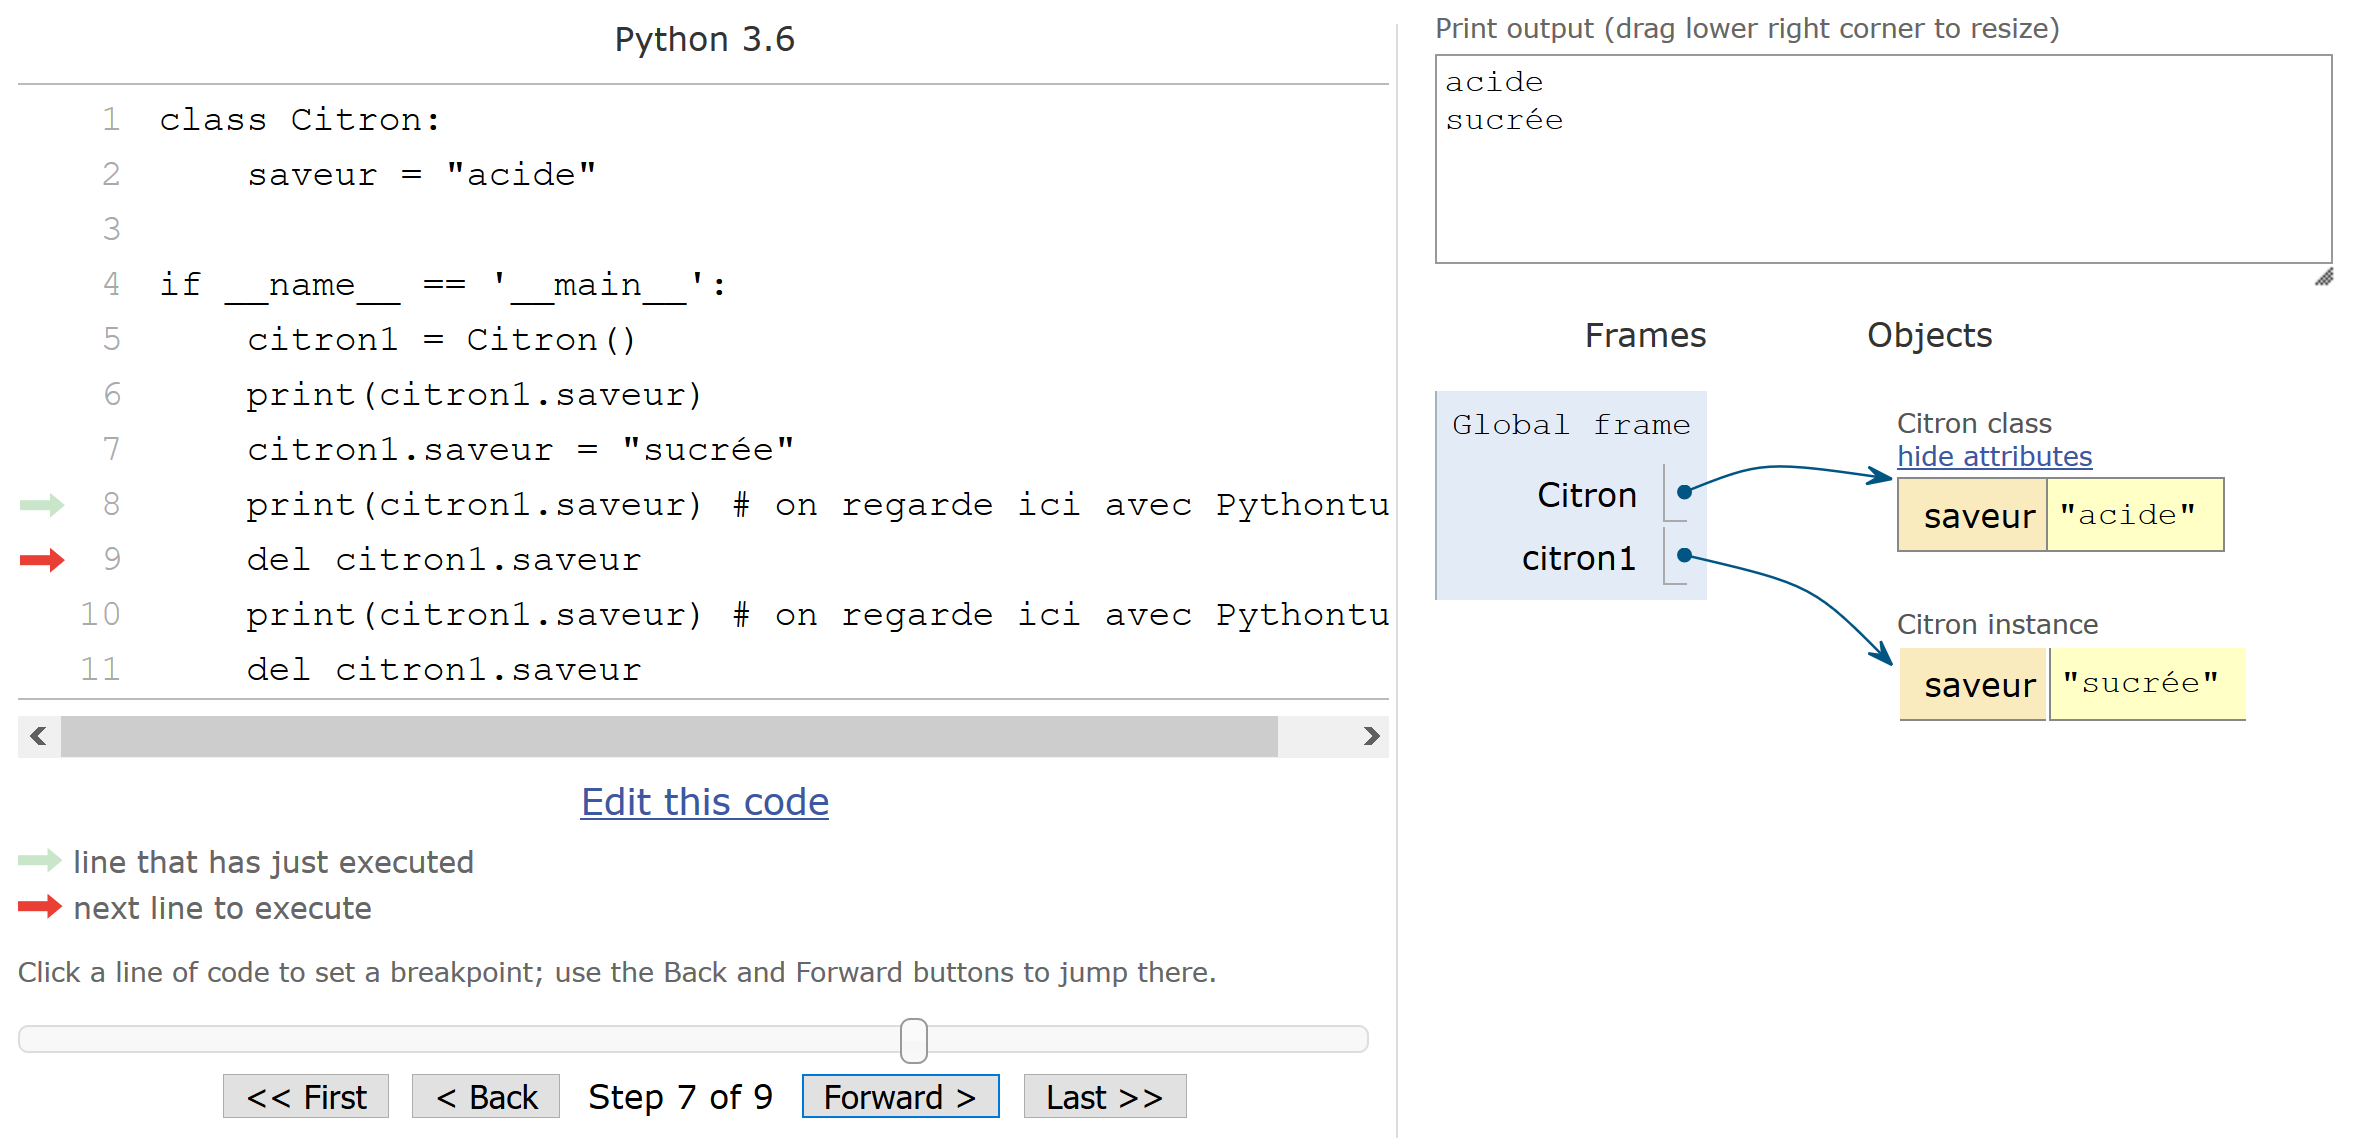 Python 3.6
1 class Citron:
2     saveur = "acide"
3
4 if __name__ == '__main__':
5     citron1 = Citron()
6     print(citron1.saveur)
7     citron1.saveur = "sucrée"
8     print(citron1.saveur) # on regarde ici avec Pythontu
9     del citron1.saveur
10     print(citron1.saveur) # on regarde ici avec Pythontu
11     del citron1.saveur
Edit this code
line that has just executed
next line to execute
Click a line of code to set a breakpoint; use the Back and Forward buttons to jump there.
<< First < Back Step 7 of 9 Forward > Last >>
Print output (drag lower right corner to resize)
acide
sucrée
Frames Objects
Global frame
Citron
citron1
Citron class
hide attributes
saveur "acide"
Citron instance
saveur "sucrée"